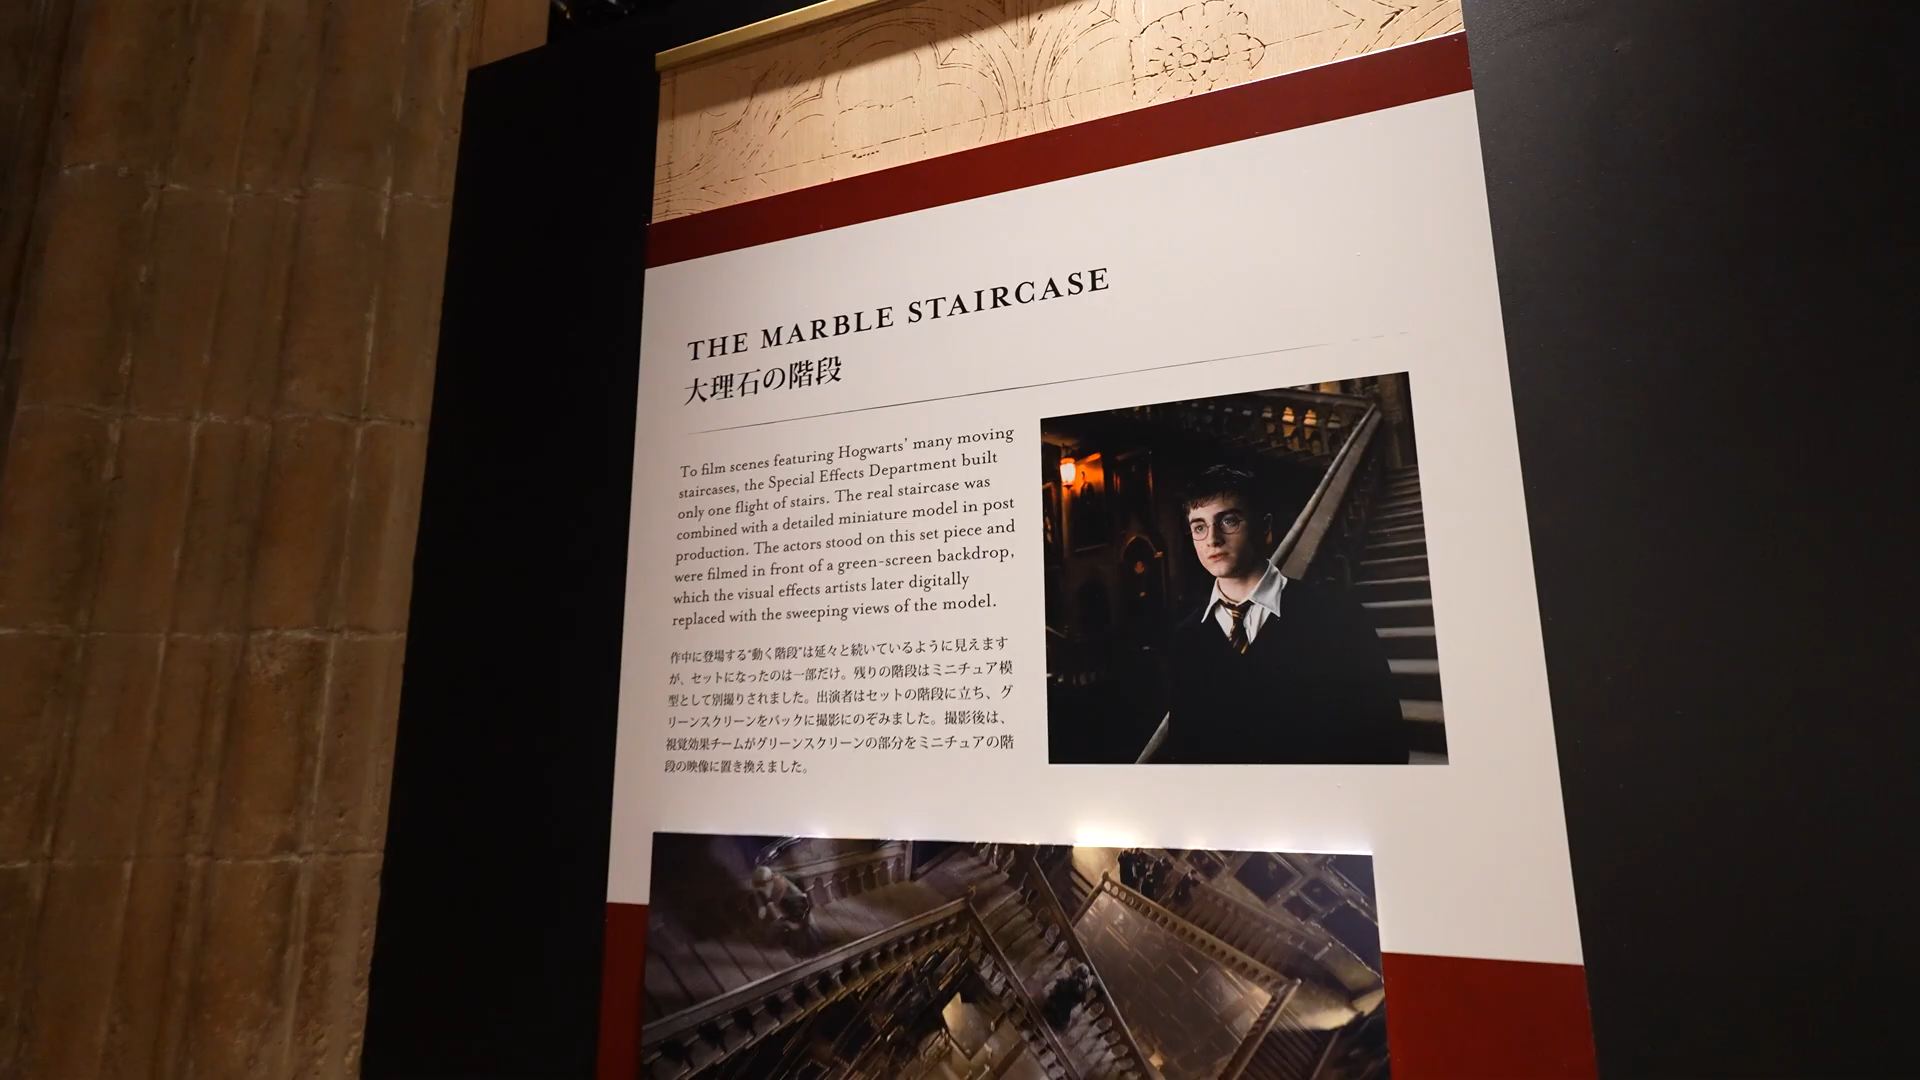 THE MARBLE STAIRCASE
大理石の階段
To film scenes featuring Hogwarts' many moving
staircases, the Special Effects Department built
only one flight of stairs. The real staircase was
combined with a detailed miniature model in post
production. The actors stood on this set piece and
were filmed in front of a green-screen backdrop,
which the visual effects artists later digitally
replaced with the sweeping views of the model.
作中に登場する"動く階段"は延々と続いているように見えます
が、セットになったのは一部だけ。残りの階段はミニチュア模
型として別撮りされました。出演者はセットの階段に立ち、グ
リーンスクリーンをバックに撮影にのぞみました。撮影後は、
視覚効果チームがグリーンスクリーンの部分をミニチュアの階
段の映像に置き換えました。